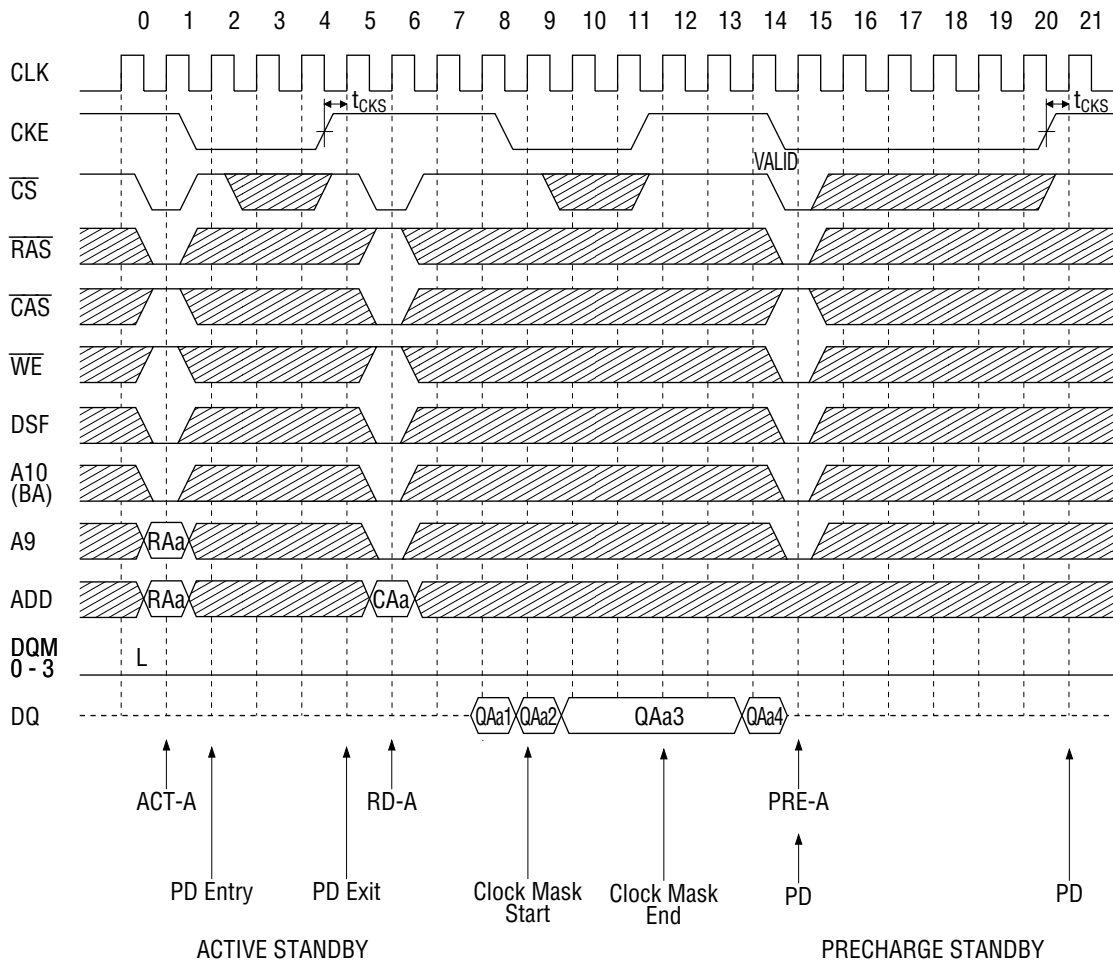 0 1 2 3 4 5 6 7 8 9 10 11 12 13 14 15 16 17 18 19 20 21
CLK
tCKS tCKS
CKE
VALID
CS
RAS
CAS
WE
DSF
A10
(BA)
A9 RAa
ADD RAa CAa
DQM
0 - 3 L
DQ QAa1 QAa2 QAa3 QAa4
ACT-A RD-A PRE-A
PD Entry PD Exit Clock Mask
Start Clock Mask
End PD PD
ACTIVE STANDBY PRECHARGE STANDBY